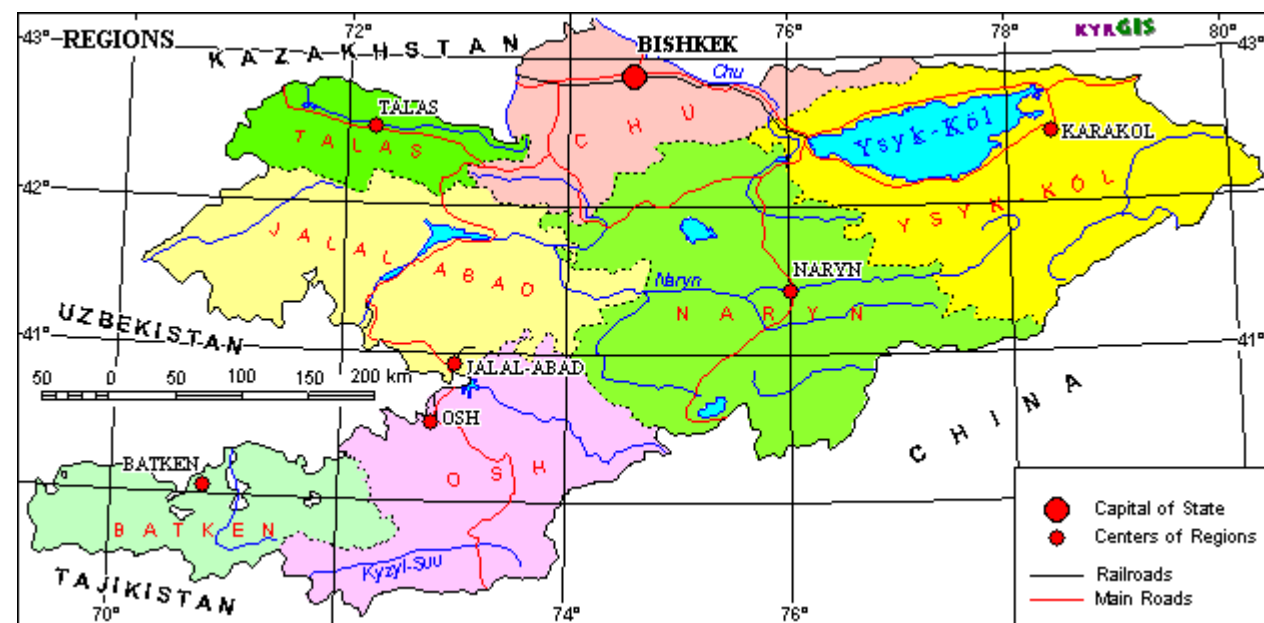 72° 74° 76° 78° 80°
43° REGIONS KYRGIS 43°
KAZAKHSTAN
BISHKEK
Chu
TALAS
TALAS
CHU
Ysyk-Köl
KARAKOL
42° 42°
YSYK-KÖL
JALAL ABAD
NARYN
Naryn
NARYN
UZBEKISTAN
41° 41°
JALAL-ABAD
50 0 50 100 150 200 km
OSH
CHINA
BATKEN
OSH
BATKEN
Kyzyl-Suu
TAJIKISTAN
70° 74° 76°
Capital of State
Centers of Regions
Railroads
Main Roads